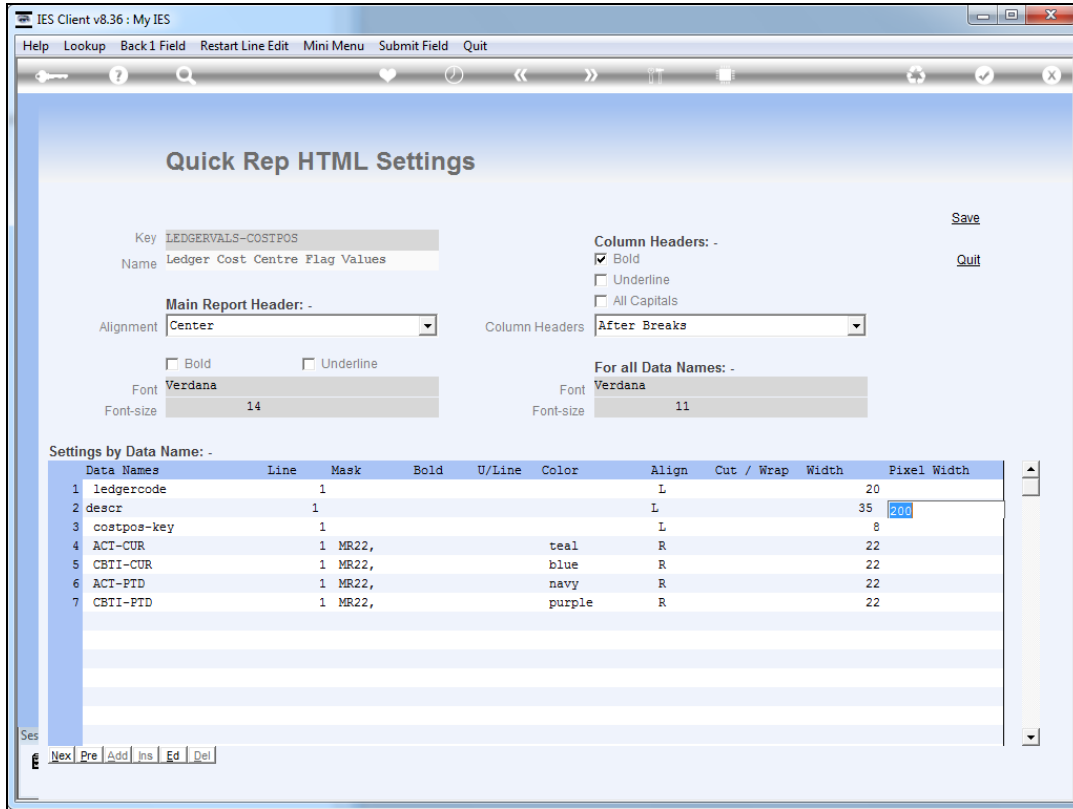 IES Client v8.36 : My IES
Help Lookup Back 1 Field Restart Line Edit Mini Menu Submit Field Quit
Quick Rep HTML Settings
Save
Key LEDGERVALS-COSTPOS
Column Headers: -
Name Ledger Cost Centre Flag Values
Bold
Quit
Underline
Main Report Header: -
All Capitals
Alignment Center
Column Headers After Breaks
Bold Underline
For all Data Names: -
Font Verdana
Font Verdana
Font-size 14
Font-size 11
Settings by Data Name: -
Data Names Line Mask Bold U/Line Color Align Cut / Wrap Width Pixel Width
1 ledgercode 1 L 20
2 descr 1 L 35 200
3 costpos-key 1 L 8
4 ACT-CUR 1 MR22, teal R 22
5 CBTI-CUR 1 MR22, blue R 22
6 ACT-PTD 1 MR22, navy R 22
7 CBTI-PTD 1 MR22, purple R 22
Ses
Nex Pre Add Ins Ed Del